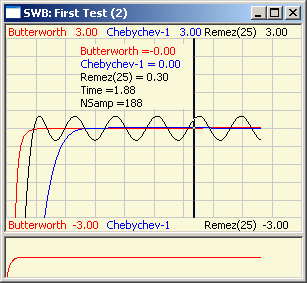 SWB: First Test (2)
Butterworth 3.00 Chebychev-1 3.00 Remez(25) 3.00
Butterworth =-0.00
Chebychev-1 = 0.00
Remez(25) = 0.30
Time =1.88
NSamp =188
Butterworth -3.00 Chebychev-1 Remez(25) -3.00